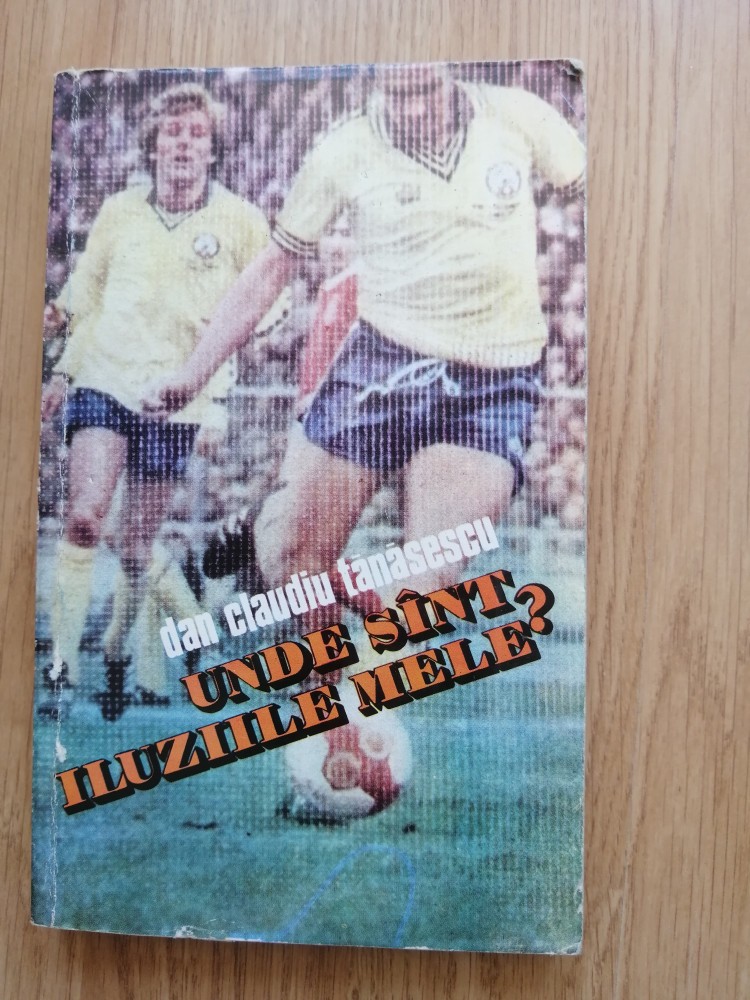 dan claudiu tănăsescu
UNDE SÎNT
ILUZIILE MELE?